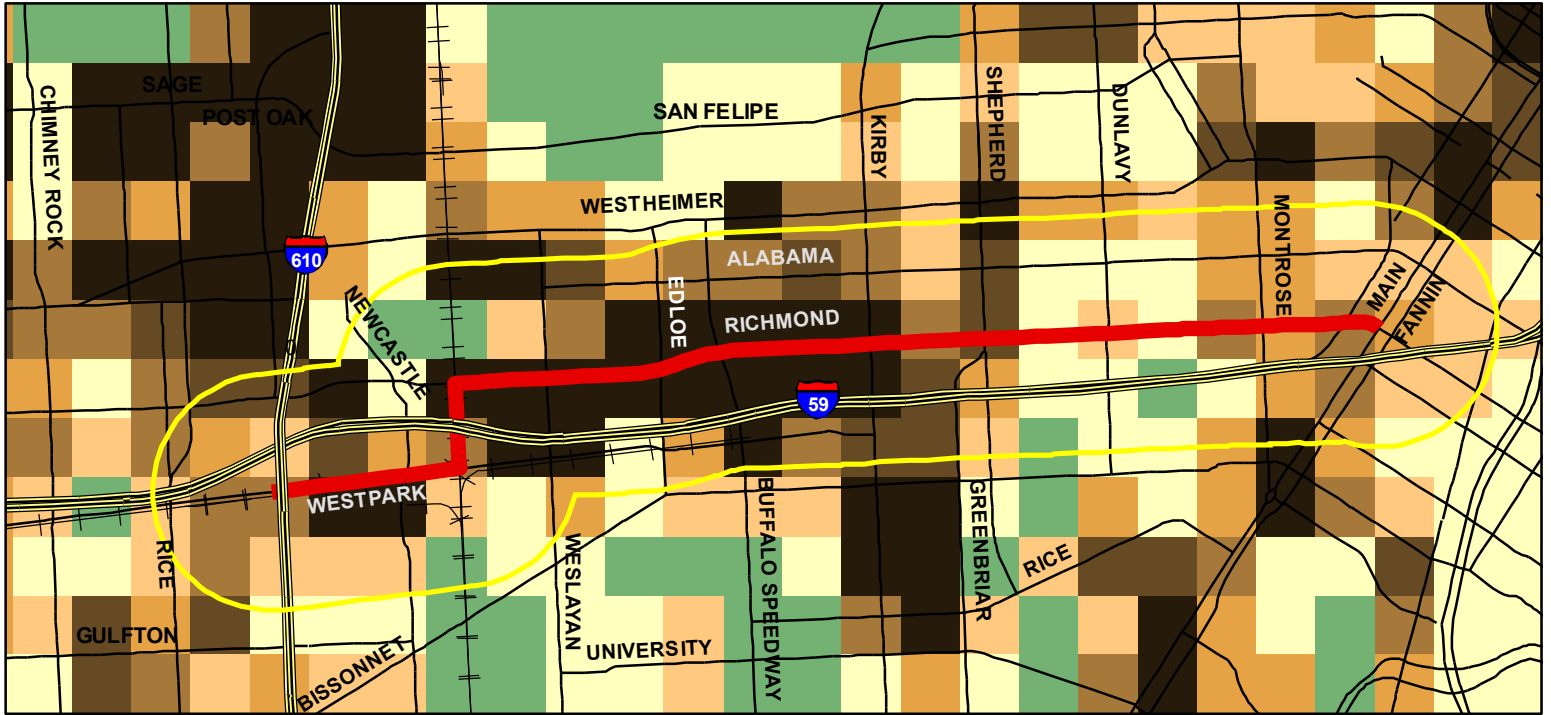 SAGE
POST OAK
CHIMNEY ROCK
SAN FELIPE
KIRBY
SHEPHERD
DUNLAVY
WESTHEIMER
MONTROSE
610
ALABAMA
NEWCASTLE
EDLOE
RICHMOND
MAIN
FANNIN
59
WESTPARK
RICE
WESLAYAN
BUFFALO SPEEDWAY
GREENBRIAR
RICE
GULFTON
BISSONNET
UNIVERSITY